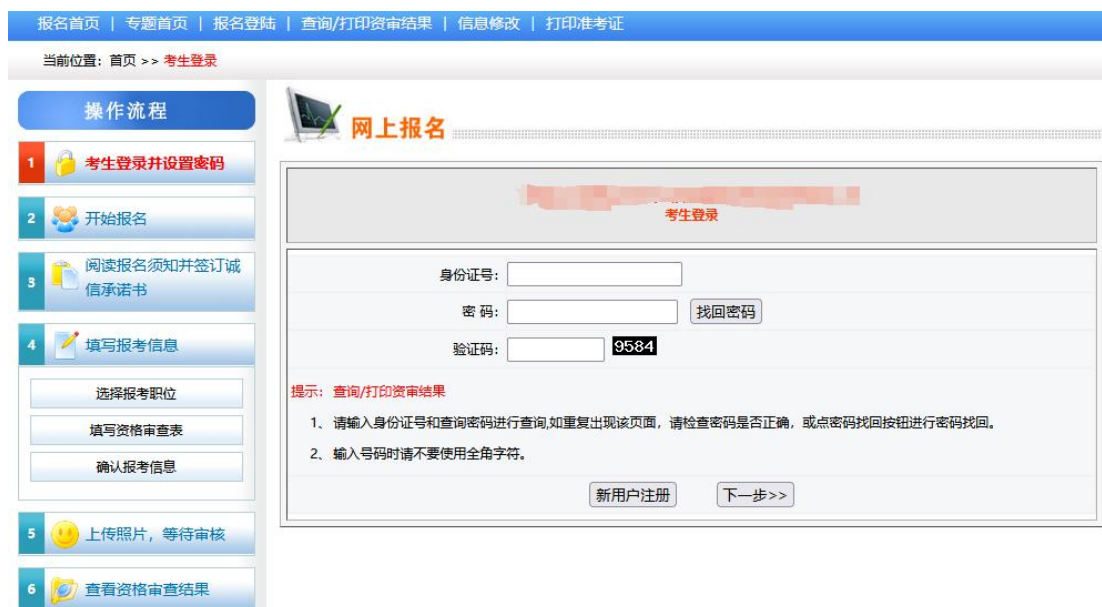 报名首页 | 专题首页 | 报名登陆 | 查询/打印资审结果 | 信息修改 | 打印准考证
当前位置：首页 >> 考生登录
操作流程
1 考生登录并设置密码
2 开始报名
3 阅读报名须知并签订诚
信承诺书
4 填写报考信息
选择报考职位
填写资格审查表
确认报考信息
5 上传照片，等待审核
6 查看资格审查结果
网上报名
考生登录
身份证号：
密 码： 找回密码
验证码： 9584
提示：查询/打印资审结果
1、请输入身份证号和查询密码进行查询,如重复出现该页面，请检查密码是否正确，或点密码找回按钮进行密码找回。
2、输入号码时请不要使用全角字符。
新用户注册 下一步>>